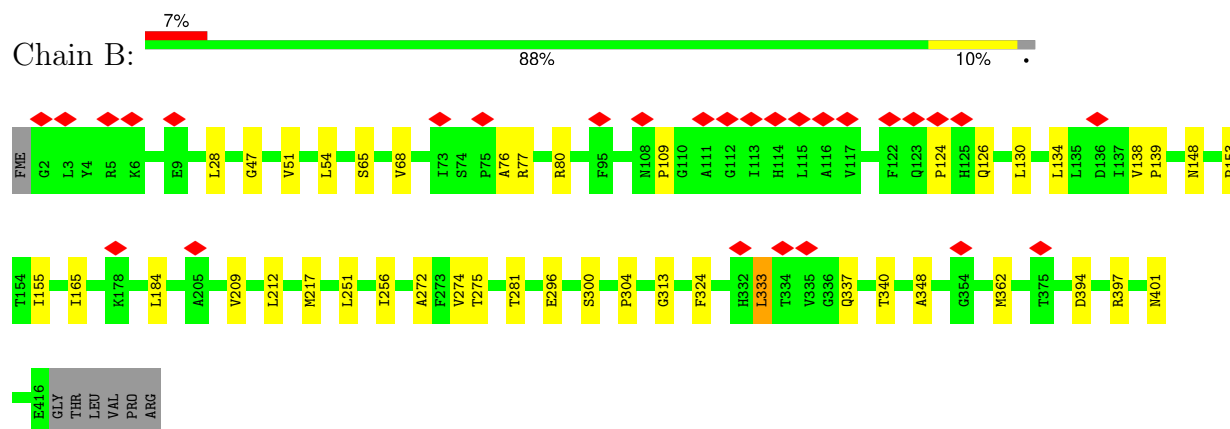 7%
Chain B:
88% 10% •
FME G2 L3 Y4 R5 K6 E9 L28 G47 V51 L54 S65 V68 I73 S74 P75 A76 R77 R80 F95 N108 P109 G110 A111 G112 I113 H114 L115 A116 V117 F122 Q123 P124 H125 Q126 L130 L134 L135 D136 I137 V138 P139 N148
T154 I155 I165 K178 L184 A205 V209 L212 M217 L251 I256 A272 F273 V274 T275 T281 E296 S300 P304 G313 F324 H332 L333 T334 V335 G336 Q337 T340 A348 G354 M362 T375 D394 R397 N401
E416 GLY THR LEU VAL PRO ARG